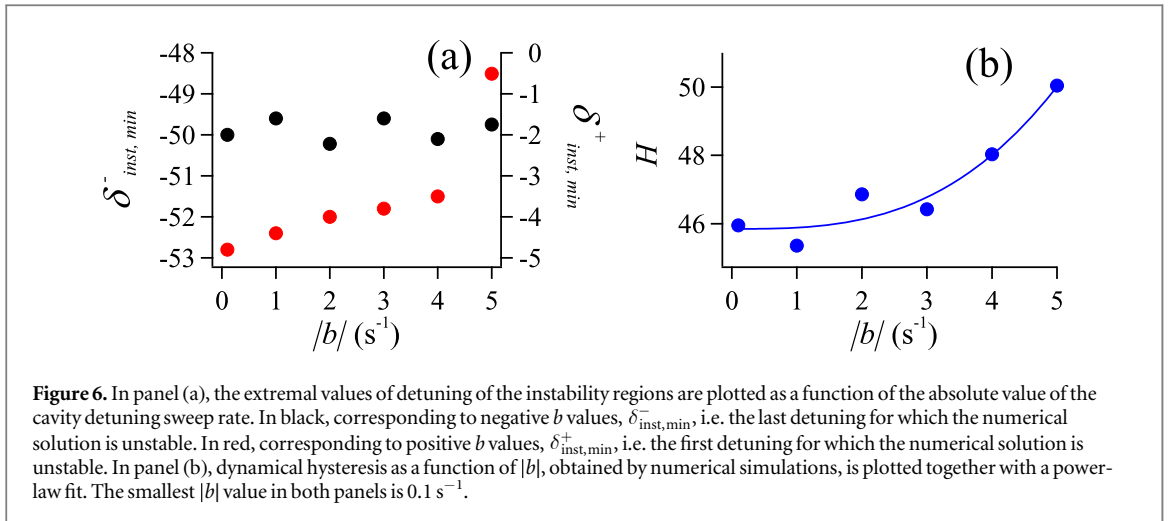 (a)
-48
-49
-50
-51
-52
-53
δ⁻inst, min
0
-1
-2
-3
-4
-5
δ⁺inst, min
0 1 2 3 4 5
|b| (s⁻¹)
(b)
50
48
46
H
0 1 2 3 4 5
|b| (s⁻¹)
Figure 6. In panel (a), the extremal values of detuning of the instability regions are plotted as a function of the absolute value of the
cavity detuning sweep rate. In black, corresponding to negative b values, δ⁻inst,min, i.e. the last detuning for which the numerical
solution is unstable. In red, corresponding to positive b values, δ⁺inst,min, i.e. the first detuning for which the numerical solution is
unstable. In panel (b), dynamical hysteresis as a function of |b|, obtained by numerical simulations, is plotted together with a power-
law fit. The smallest |b| value in both panels is 0.1 s⁻¹.